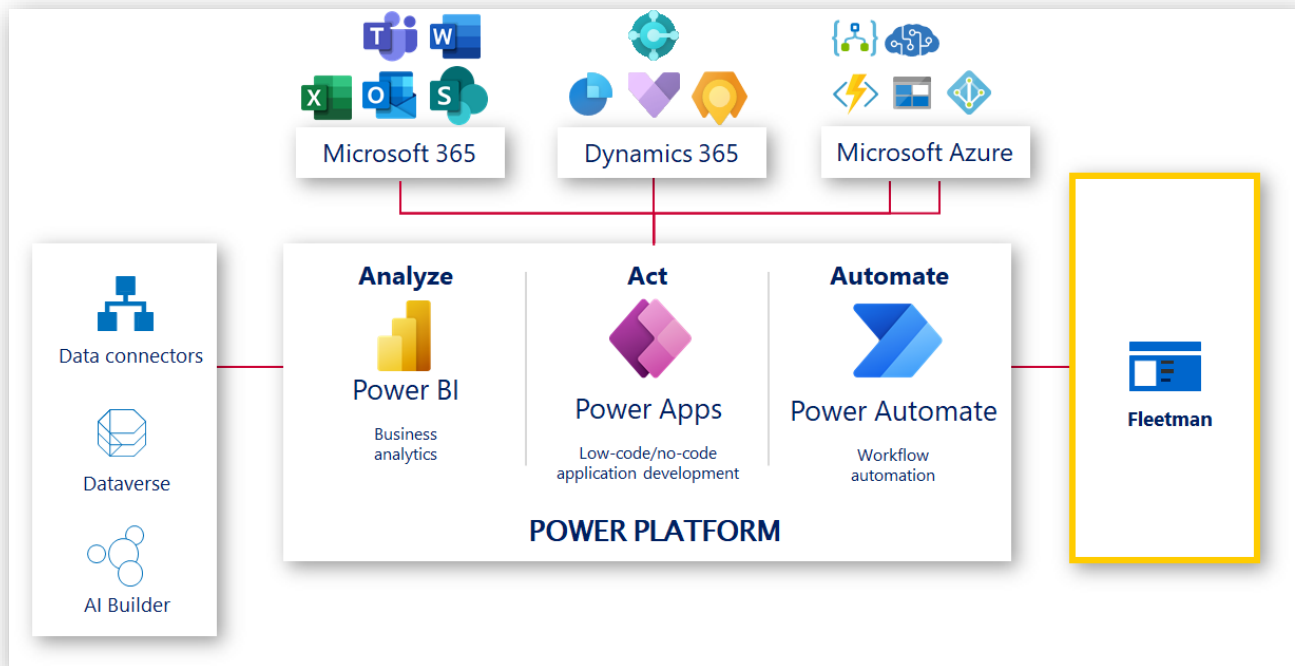 T
W
X
O
S
Microsoft 365
Dynamics 365
Microsoft Azure
Data connectors
Dataverse
AI Builder
Analyze
Power BI
Business
analytics
Act
Power Apps
Low-code/no-code
application development
Automate
Power Automate
Workflow
automation
POWER PLATFORM
Fleetman